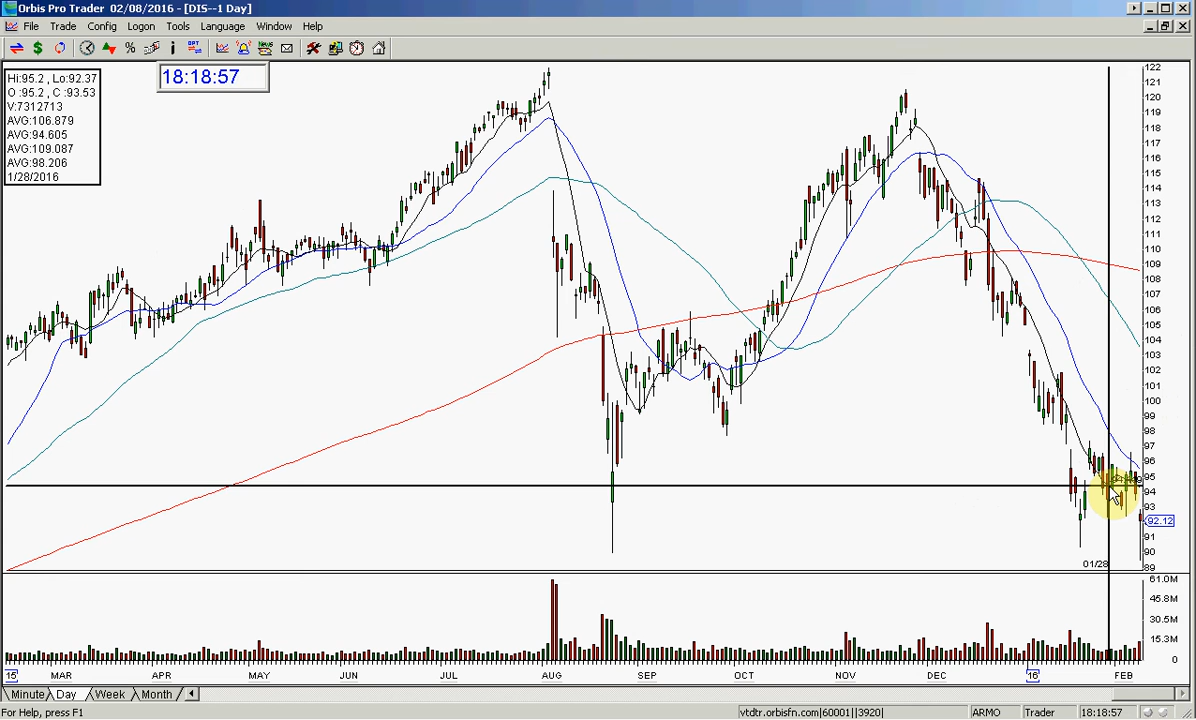 Orbis Pro Trader 02/08/2016 - [DIS--1 Day]
File Trade Config Logon Tools Language Window Help
18:18:57
Hi:95.2 , Lo:92.37
O :95.2 , C :93.53
V:7312713
AVG:106.879
AVG:94.605
AVG:109.087
AVG:98.206
1/28/2016
122
121
120
119
118
117
116
115
114
113
112
111
110
109
108
107
106
105
104
103
102
101
100
99
98
97
96
95
94
93
92.12
91
90
89
01/28
61.0M
45.8M
30.5M
15.3M
0
15 MAR APR MAY JUN JUL AUG SEP OCT NOV DEC 16 FEB
Minute Day Week Month
For Help, press F1
vtdtr.orbisfn.com|60001||3920| ARMO Trader 18:18:57